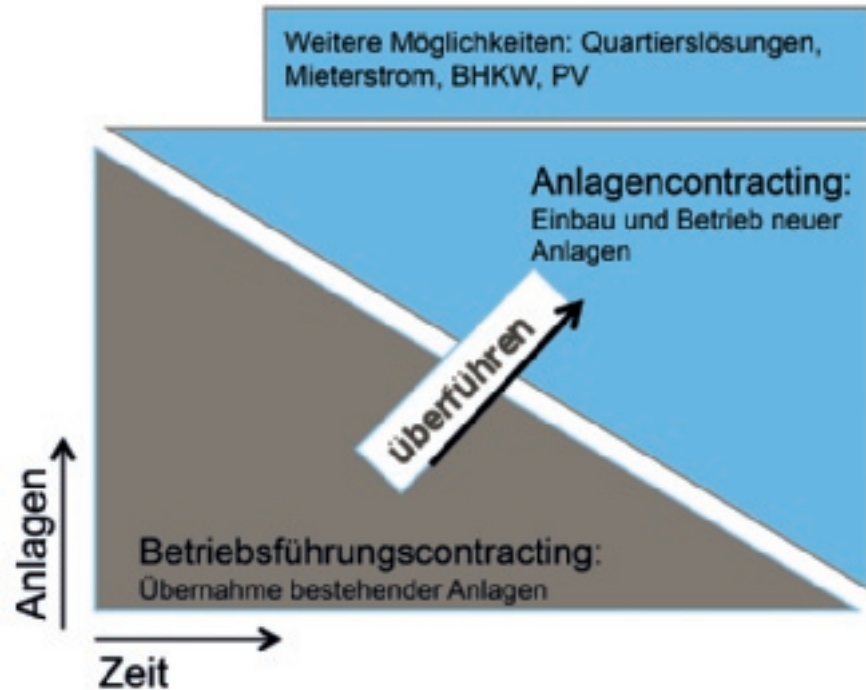 Weitere Möglichkeiten: Quartierslösungen,
Mieterstrom, BHKW, PV
Anlagencontracting:
Einbau und Betrieb neuer
Anlagen
überführen
Betriebsführungscontracting:
Übernahme bestehender Anlagen
Anlagen
Zeit